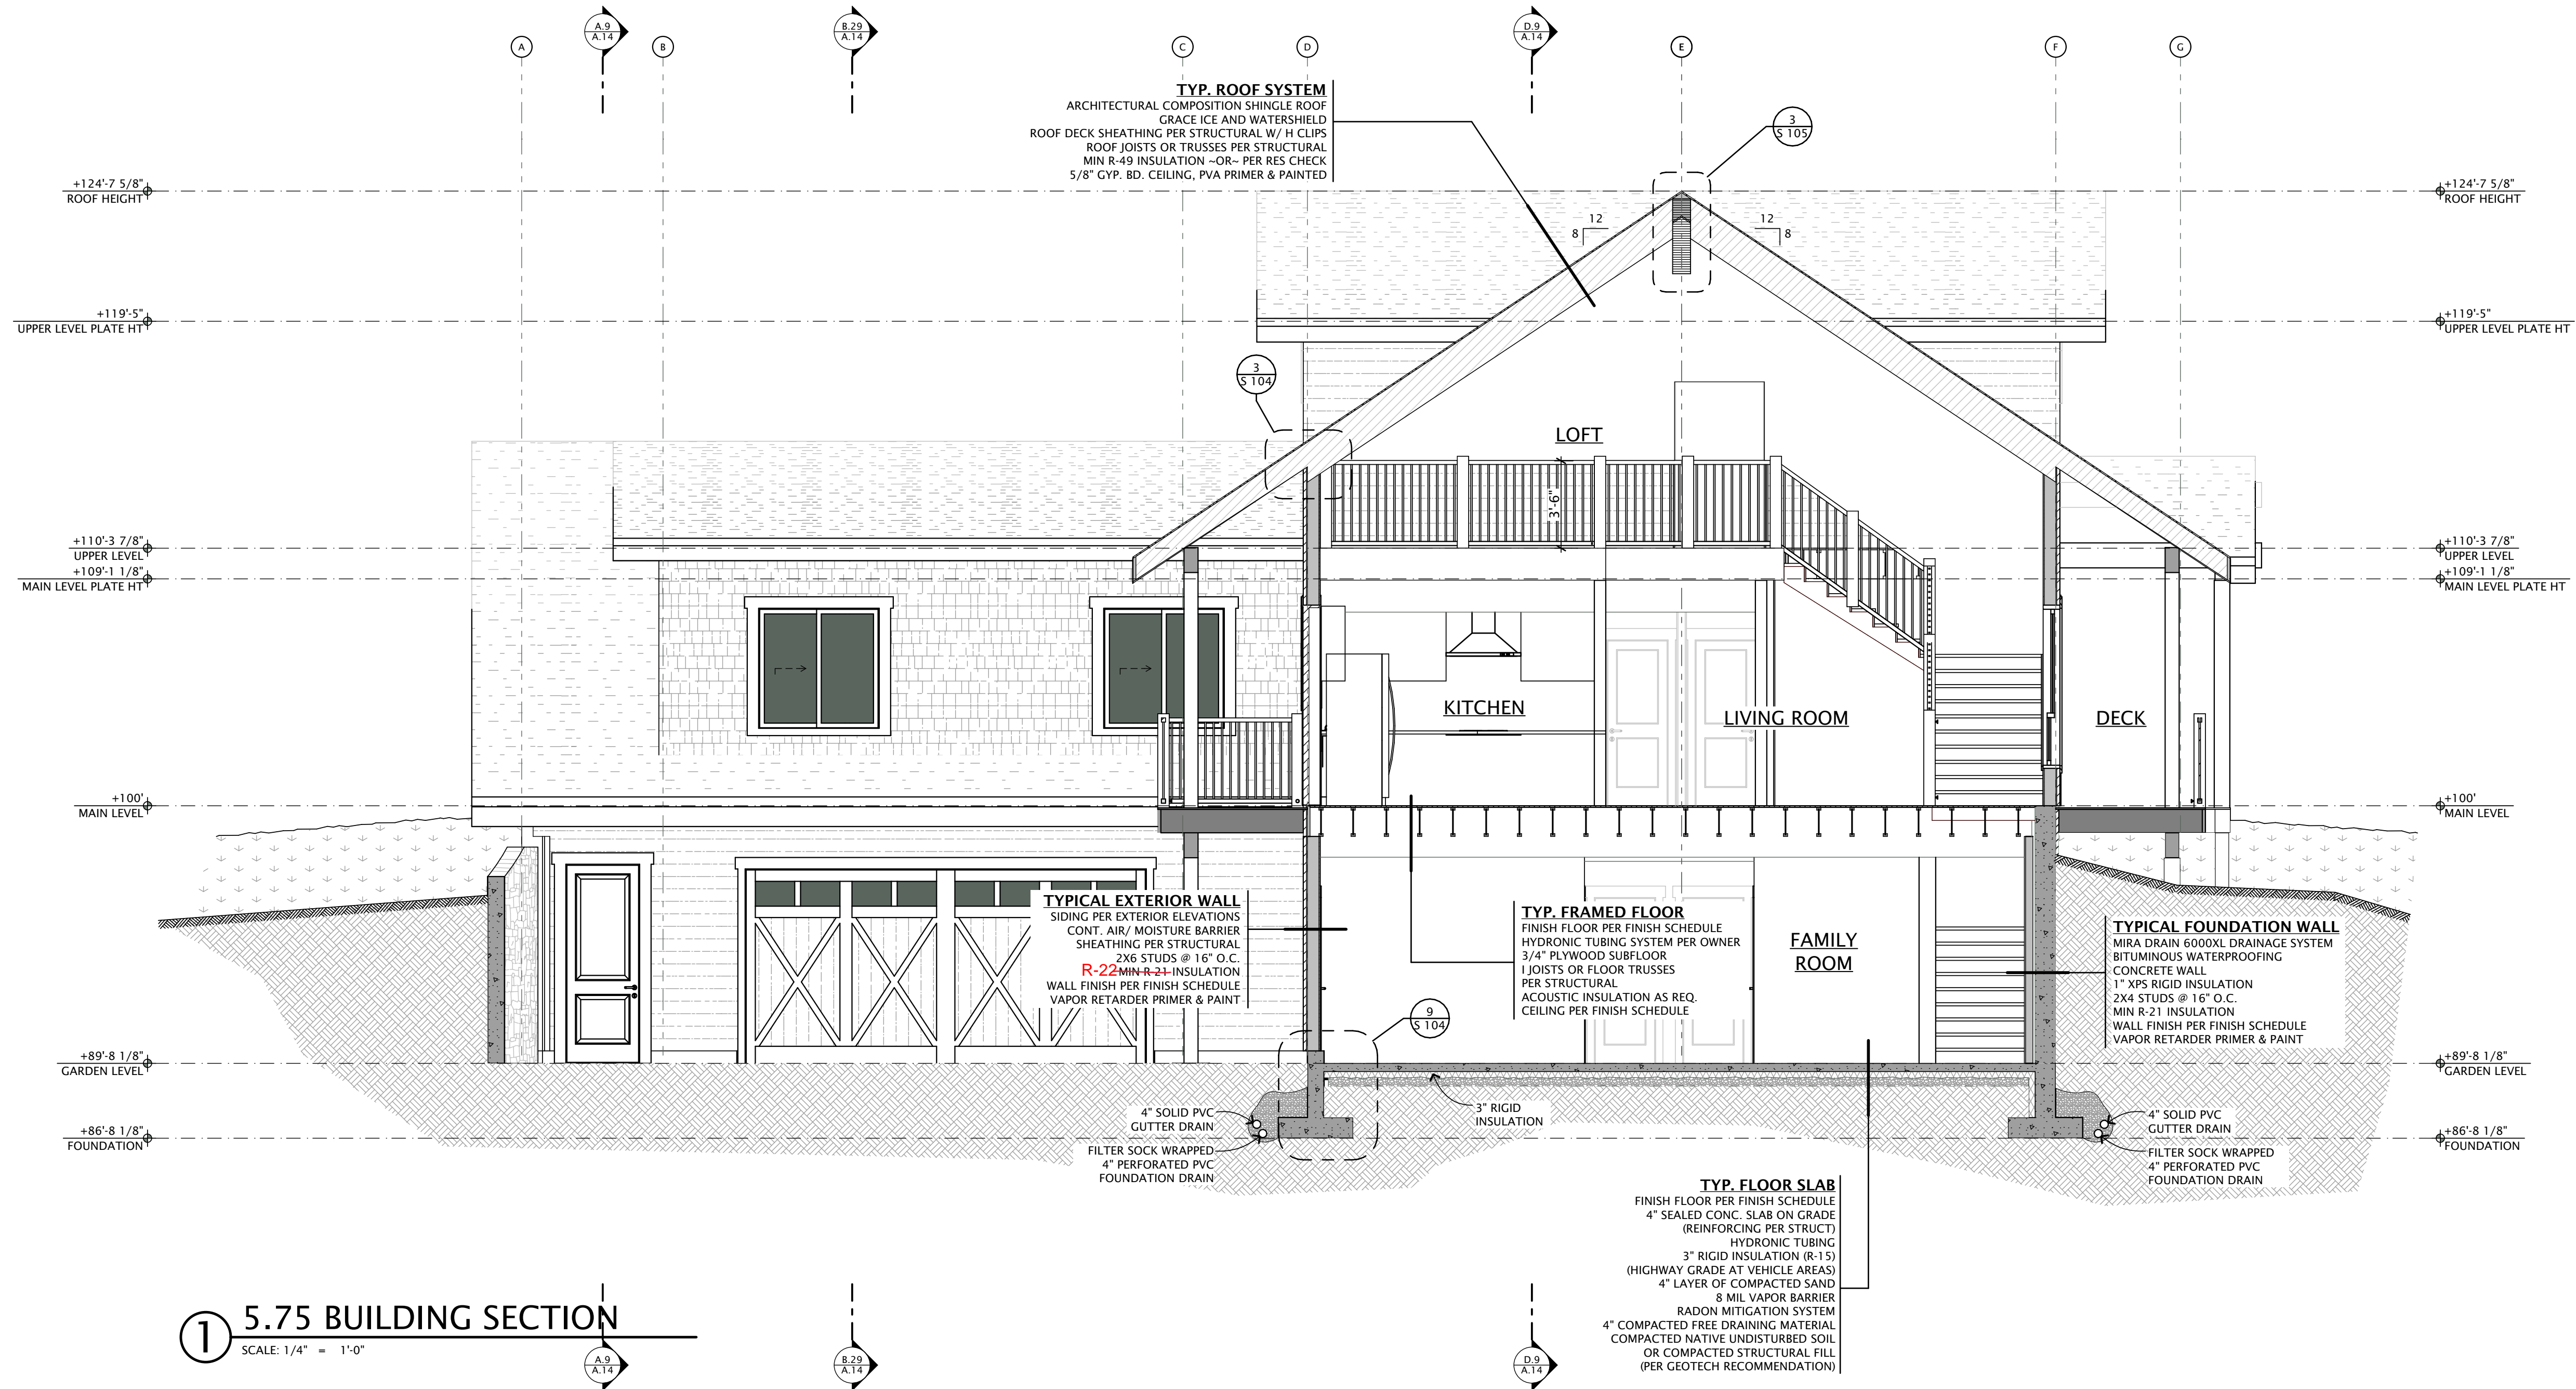 A.9
A.14
B.29
A.14
D.9
A.14
A
B
C
D
E
F
G
TYP. ROOF SYSTEM
ARCHITECTURAL COMPOSITION SHINGLE ROOF
GRACE ICE AND WATERSHIELD
ROOF DECK SHEATHING PER STRUCTURAL W/ H CLIPS
ROOF JOISTS OR TRUSSES PER STRUCTURAL
MIN R-49 INSULATION ~OR~ PER RES CHECK
5/8" GYP. BD. CEILING, PVA PRIMER & PAINTED
3
S 105
+124'-7 5/8"
ROOF HEIGHT
+124'-7 5/8"
ROOF HEIGHT
12
8
12
8
+119'-5"
UPPER LEVEL PLATE HT
+119'-5"
UPPER LEVEL PLATE HT
3
S 104
LOFT
3'-6"
+110'-3 7/8"
UPPER LEVEL
+110'-3 7/8"
UPPER LEVEL
+109'-1 1/8"
MAIN LEVEL PLATE HT
+109'-1 1/8"
MAIN LEVEL PLATE HT
KITCHEN
LIVING ROOM
DECK
+100'
MAIN LEVEL
+100'
MAIN LEVEL
TYPICAL EXTERIOR WALL
SIDING PER EXTERIOR ELEVATIONS
CONT. AIR/ MOISTURE BARRIER
SHEATHING PER STRUCTURAL
2X6 STUDS @ 16" O.C.
R-22 MIN R-21 INSULATION
WALL FINISH PER FINISH SCHEDULE
VAPOR RETARDER PRIMER & PAINT
TYP. FRAMED FLOOR
FINISH FLOOR PER FINISH SCHEDULE
HYDRONIC TUBING SYSTEM PER OWNER
3/4" PLYWOOD SUBFLOOR
I JOISTS OR FLOOR TRUSSES
PER STRUCTURAL
ACOUSTIC INSULATION AS REQ.
CEILING PER FINISH SCHEDULE
FAMILY
ROOM
TYPICAL FOUNDATION WALL
MIRA DRAIN 6000XL DRAINAGE SYSTEM
BITUMINOUS WATERPROOFING
CONCRETE WALL
1" XPS RIGID INSULATION
2X4 STUDS @ 16" O.C.
MIN R-21 INSULATION
WALL FINISH PER FINISH SCHEDULE
VAPOR RETARDER PRIMER & PAINT
9
S 104
+89'-8 1/8"
GARDEN LEVEL
+89'-8 1/8"
GARDEN LEVEL
4" SOLID PVC
GUTTER DRAIN
3" RIGID
INSULATION
4" SOLID PVC
GUTTER DRAIN
+86'-8 1/8"
FOUNDATION
+86'-8 1/8"
FOUNDATION
FILTER SOCK WRAPPED
4" PERFORATED PVC
FOUNDATION DRAIN
FILTER SOCK WRAPPED
4" PERFORATED PVC
FOUNDATION DRAIN
TYP. FLOOR SLAB
FINISH FLOOR PER FINISH SCHEDULE
4" SEALED CONC. SLAB ON GRADE
(REINFORCING PER STRUCT)
HYDRONIC TUBING
3" RIGID INSULATION (R-15)
(HIGHWAY GRADE AT VEHICLE AREAS)
4" LAYER OF COMPACTED SAND
8 MIL VAPOR BARRIER
RADON MITIGATION SYSTEM
4" COMPACTED FREE DRAINING MATERIAL
COMPACTED NATIVE UNDISTURBED SOIL
OR COMPACTED STRUCTURAL FILL
(PER GEOTECH RECOMMENDATION)
1
5.75 BUILDING SECTION
SCALE: 1/4" = 1'-0"
A.9
A.14
B.29
A.14
D.9
A.14